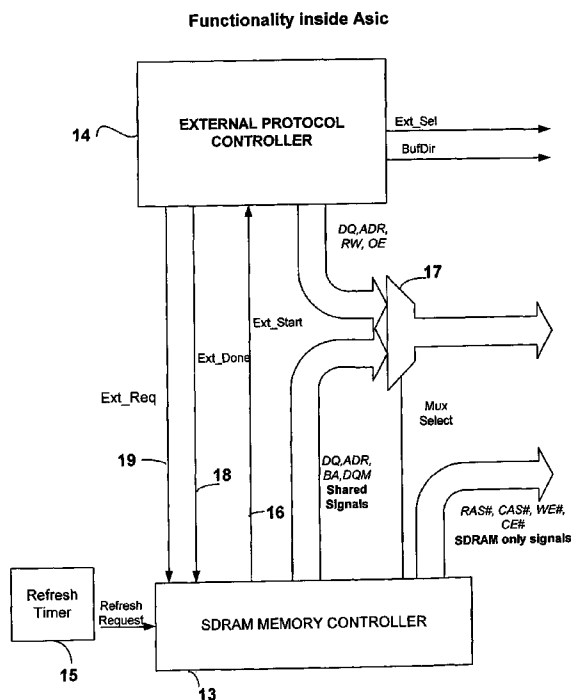 Functionality inside Asic
14
EXTERNAL PROTOCOL
CONTROLLER
Ext_Sel
BufDir
DQ,ADR,
RW, OE
17
Ext_Start
Ext_Done
Ext_Req
Mux
Select
19
18
16
DQ,ADR,
BA,DQM
Shared
Signals
RAS#, CAS#, WE#,
CE#
SDRAM only signals
Refresh
Timer
Refresh
Request
SDRAM MEMORY CONTROLLER
15
13